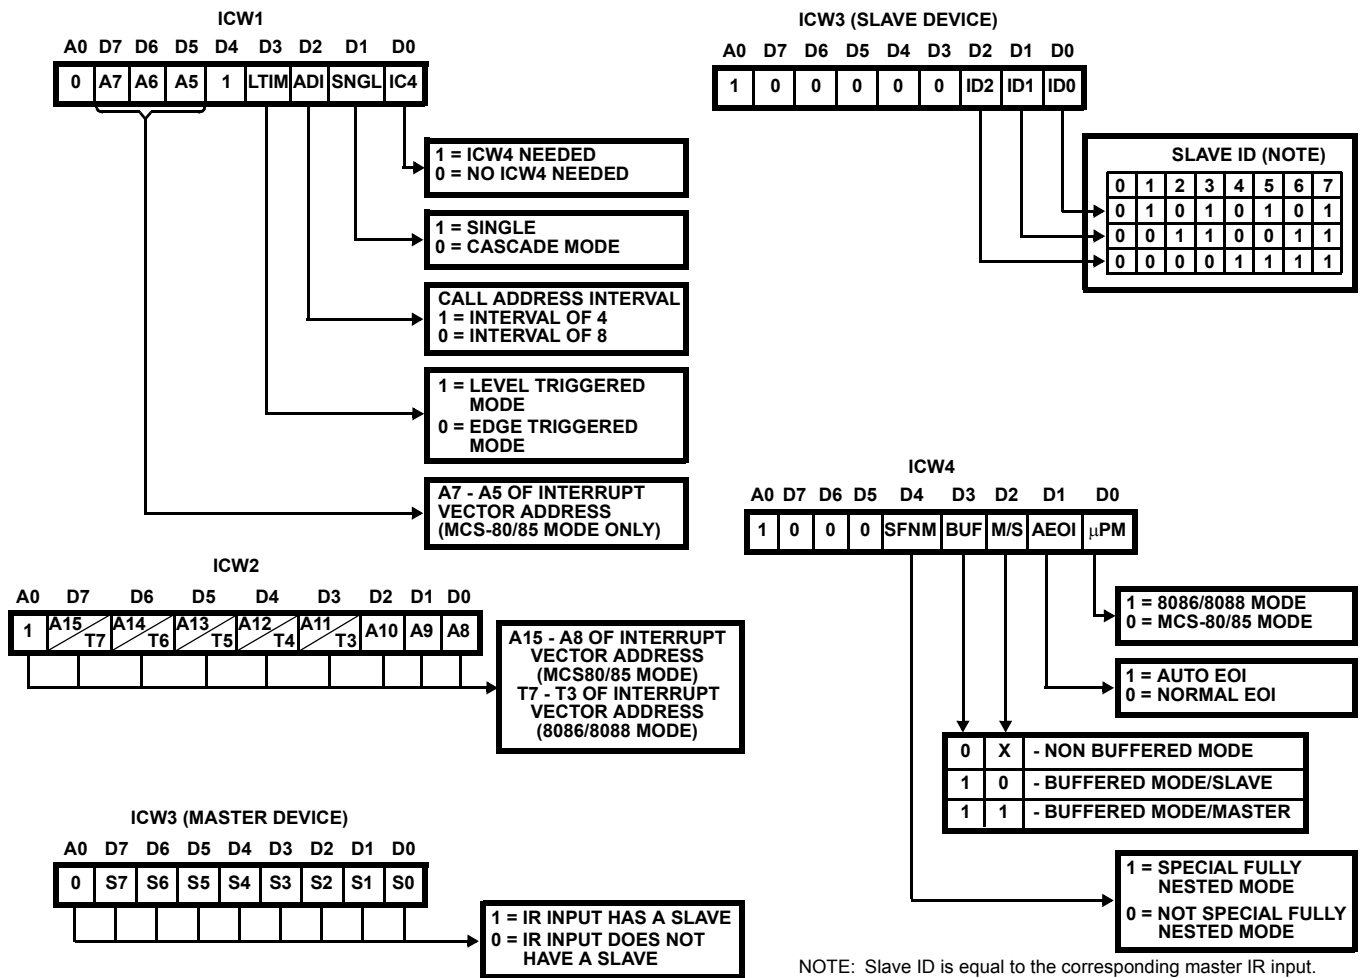 ICW1
A0 D7 D6 D5 D4 D3 D2 D1 D0
0 A7 A6 A5 1 LTIM ADI SNGL IC4
1 = ICW4 NEEDED
0 = NO ICW4 NEEDED
1 = SINGLE
0 = CASCADE MODE
CALL ADDRESS INTERVAL
1 = INTERVAL OF 4
0 = INTERVAL OF 8
1 = LEVEL TRIGGERED
MODE
0 = EDGE TRIGGERED
MODE
A7 - A5 OF INTERRUPT
VECTOR ADDRESS
(MCS-80/85 MODE ONLY)
ICW2
A0 D7 D6 D5 D4 D3 D2 D1 D0
1 A15/T7 A14/T6 A13/T5 A12/T4 A11/T3 A10 A9 A8
A15 - A8 OF INTERRUPT
VECTOR ADDRESS
(MCS80/85 MODE)
T7 - T3 OF INTERRUPT
VECTOR ADDRESS
(8086/8088 MODE)
ICW3 (MASTER DEVICE)
A0 D7 D6 D5 D4 D3 D2 D1 D0
0 S7 S6 S5 S4 S3 S2 S1 S0
1 = IR INPUT HAS A SLAVE
0 = IR INPUT DOES NOT
HAVE A SLAVE
ICW3 (SLAVE DEVICE)
A0 D7 D6 D5 D4 D3 D2 D1 D0
1 0 0 0 0 0 ID2 ID1 ID0
SLAVE ID (NOTE)
0 1 2 3 4 5 6 7
0 1 0 1 0 1 0 1
0 0 1 1 0 0 1 1
0 0 0 0 1 1 1 1
ICW4
A0 D7 D6 D5 D4 D3 D2 D1 D0
1 0 0 0 SFNM BUF M/S AEOI μPM
1 = 8086/8088 MODE
0 = MCS-80/85 MODE
1 = AUTO EOI
0 = NORMAL EOI
0 X - NON BUFFERED MODE
1 0 - BUFFERED MODE/SLAVE
1 1 - BUFFERED MODE/MASTER
1 = SPECIAL FULLY
NESTED MODE
0 = NOT SPECIAL FULLY
NESTED MODE
NOTE: Slave ID is equal to the corresponding master IR input.